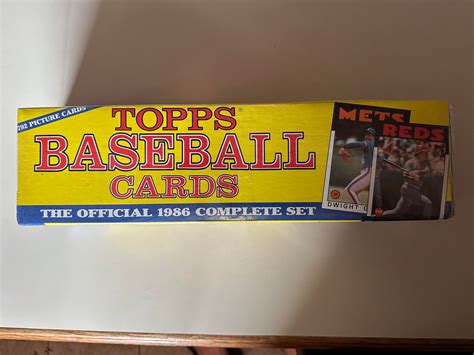 792 PICTURE CARDS
TOPPS
BASEBALL
CARDS
THE OFFICIAL 1986 COMPLETE SET
METS
REDS
DWIGHT